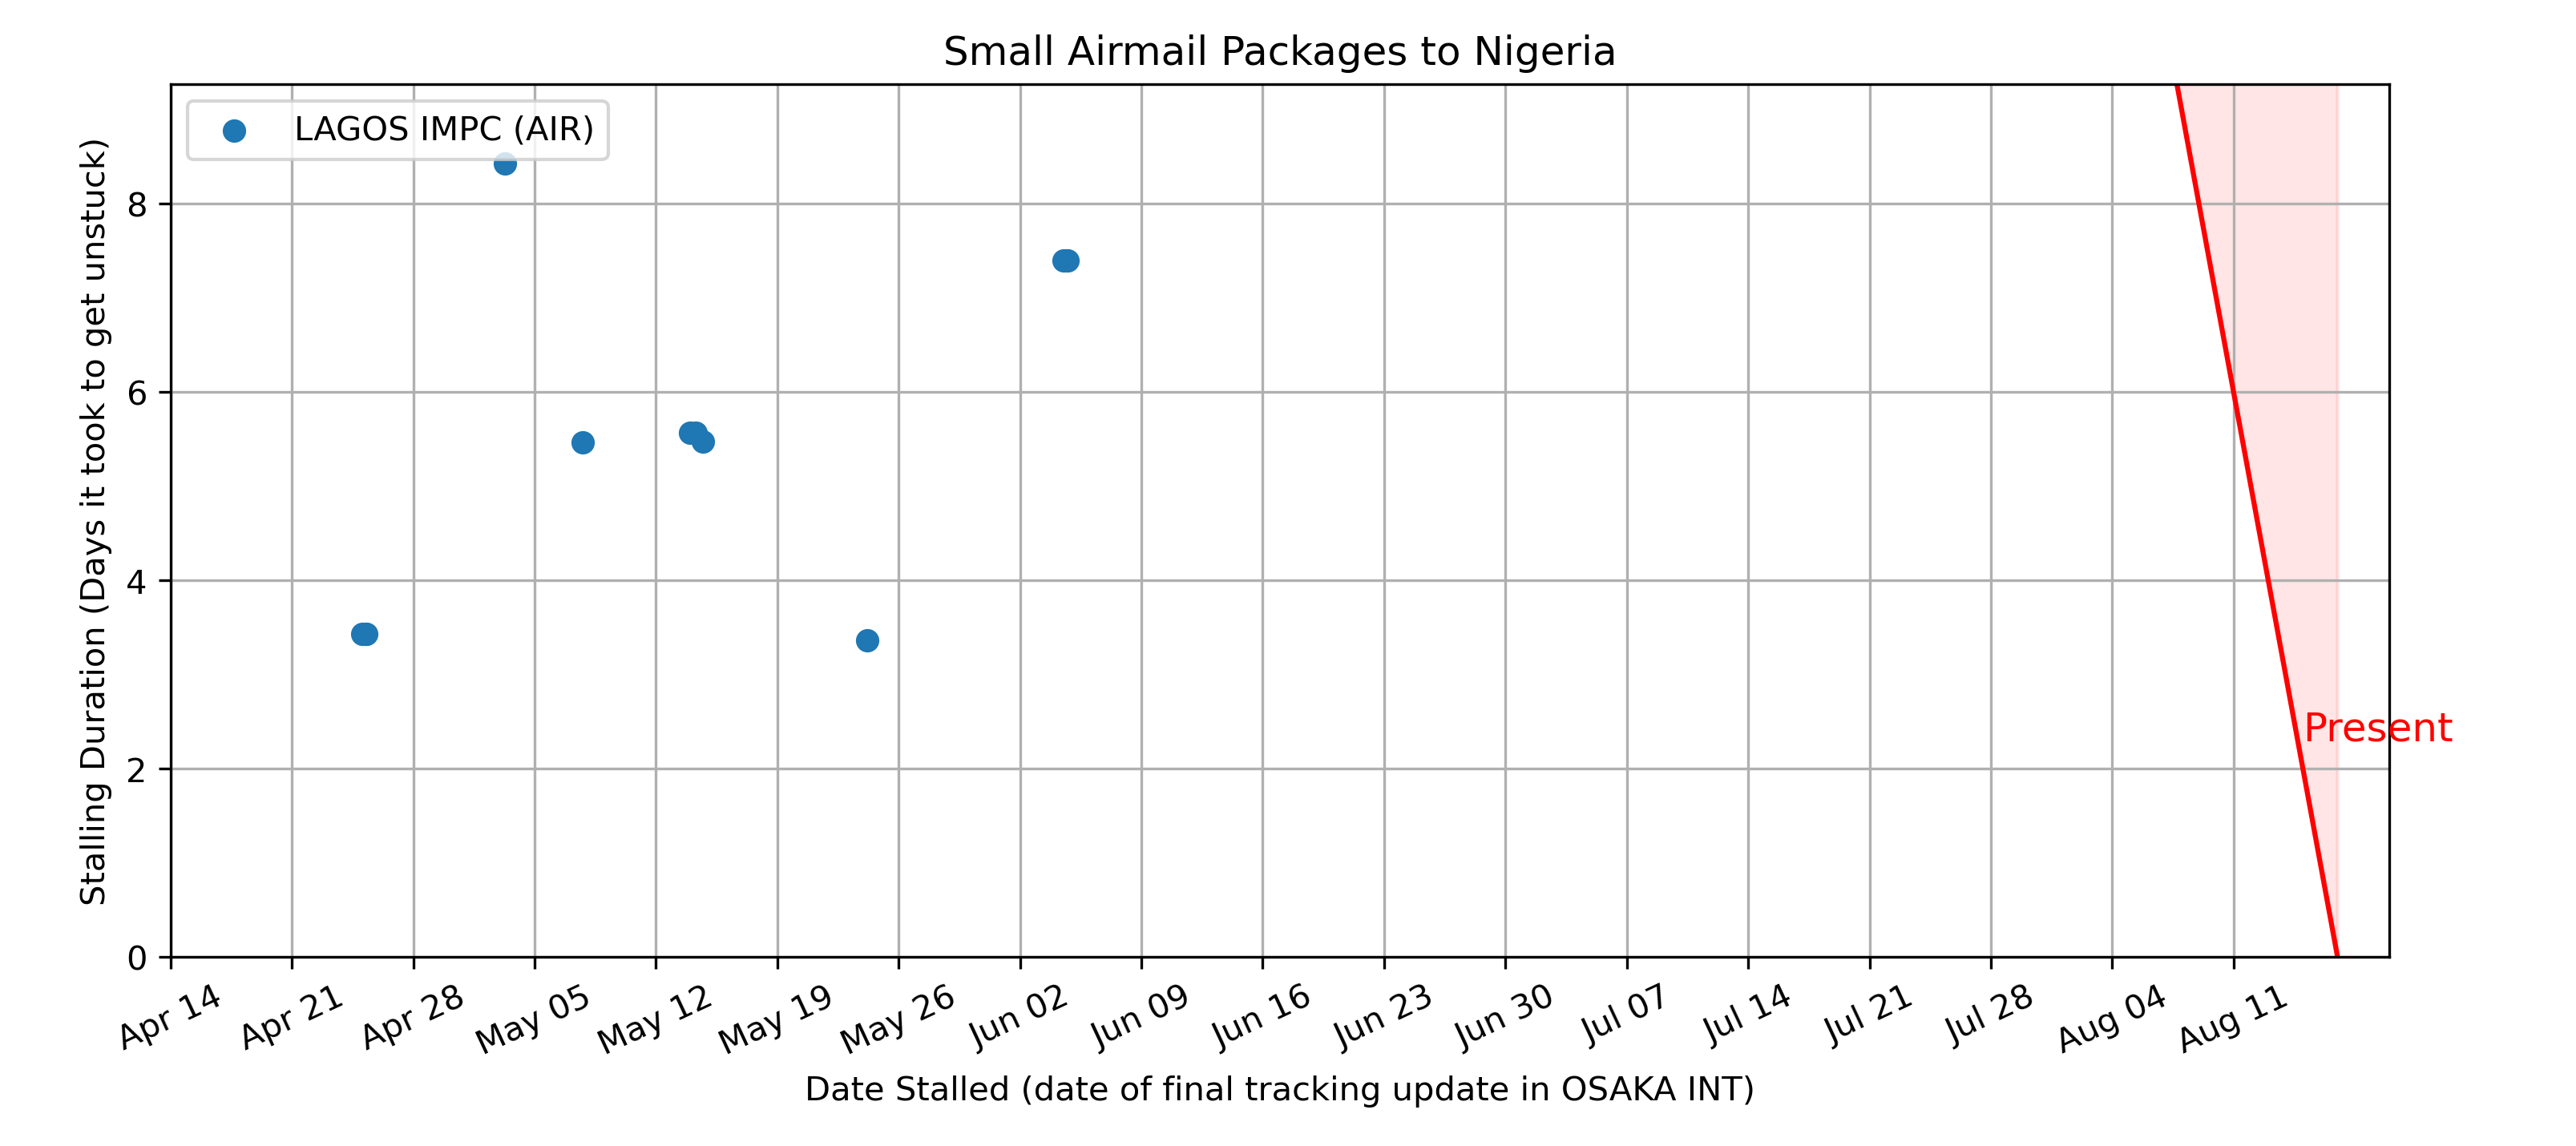 Small Airmail Packages to Nigeria
LAGOS IMPC (AIR)
Stalling Duration (Days it took to get unstuck)
8
6
4
2
0
Present
Apr 14
Apr 21
Apr 28
May 05
May 12
May 19
May 26
Jun 02
Jun 09
Jun 16
Jun 23
Jun 30
Jul 07
Jul 14
Jul 21
Jul 28
Aug 04
Aug 11
Date Stalled (date of final tracking update in OSAKA INT)